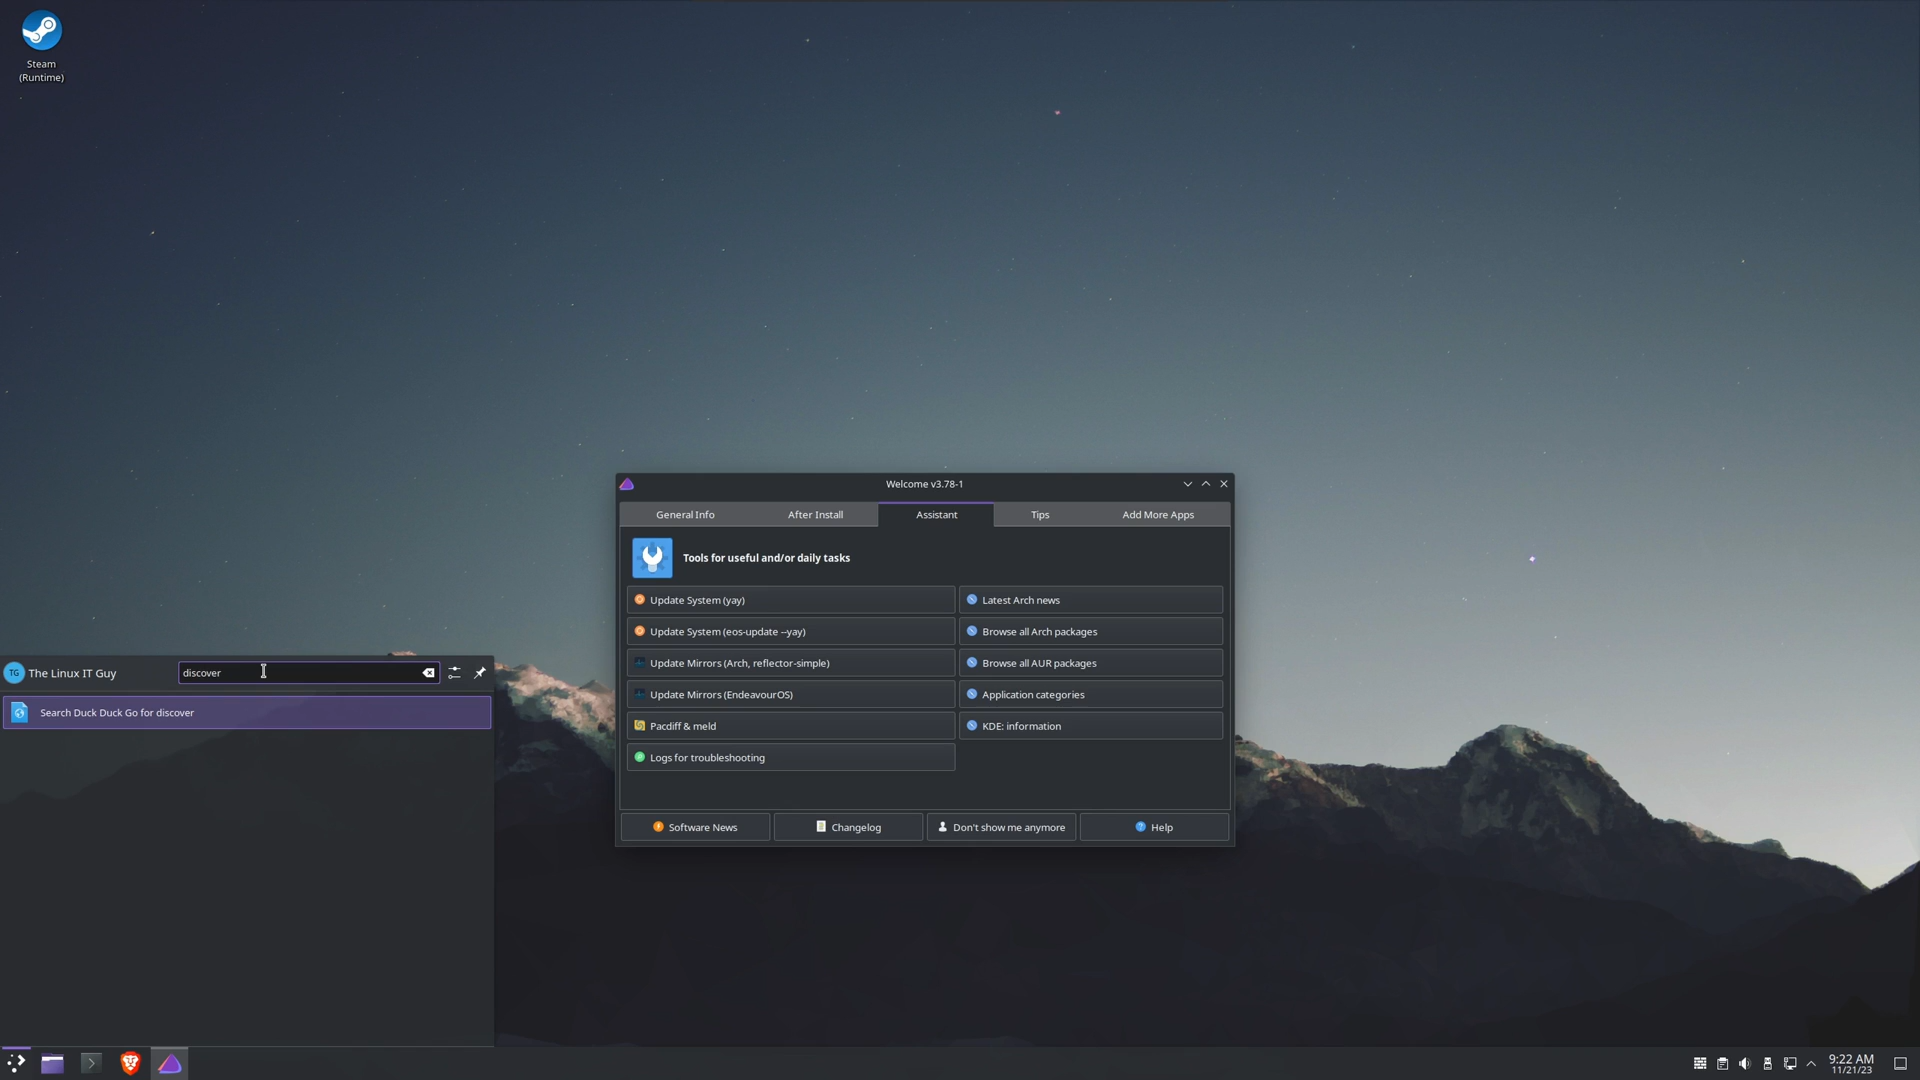 Steam
(Runtime)
Welcome v3.78-1
General Info
After Install
Assistant
Tips
Add More Apps
Tools for useful and/or daily tasks
Update System (yay)
Latest Arch news
Update System (eos-update --yay)
Browse all Arch packages
Update Mirrors (Arch, reflector-simple)
Browse all AUR packages
Update Mirrors (EndeavourOS)
Application categories
Pacdiff & meld
KDE: information
Logs for troubleshooting
Software News
Changelog
Don't show me anymore
Help
TG
The Linux IT Guy
discover
Search Duck Duck Go for discover
9:22 AM
11/21/23